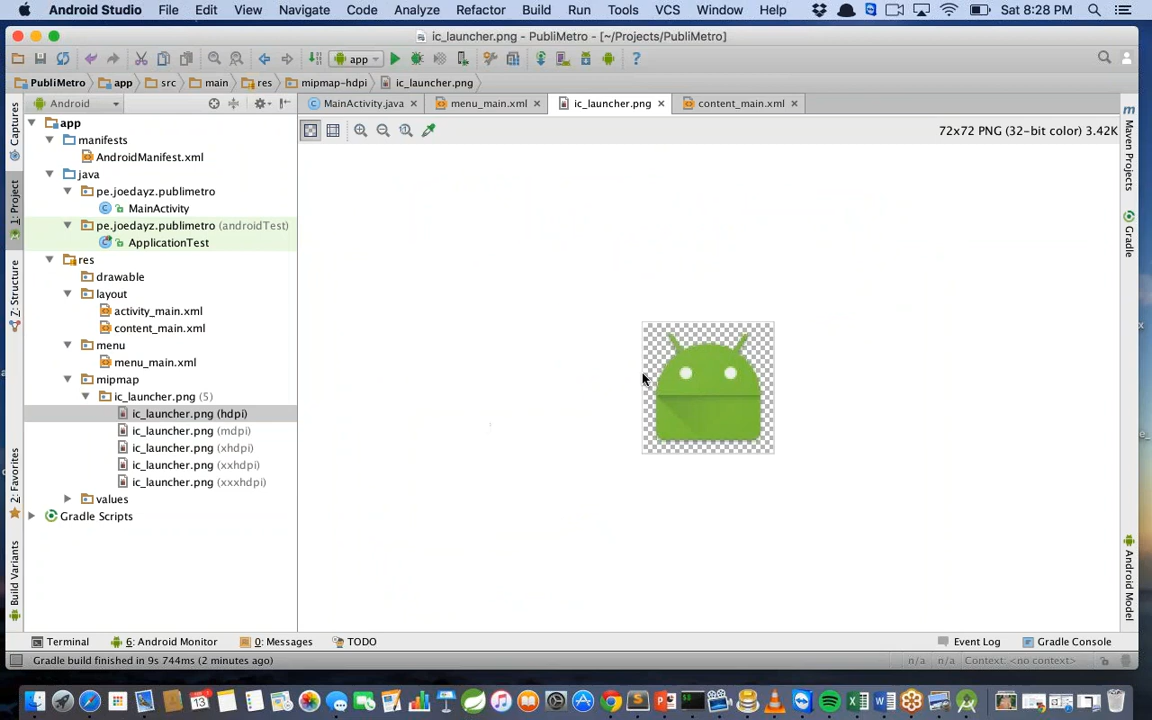 Android Studio File Edit View Navigate Code Analyze Refactor Build Run Tools VCS Window Help Sat 8:28 PM
ic_launcher.png - PubliMetro - [~/Projects/PubliMetro]
app
PubliMetro app src main res mipmap-hdpi ic_launcher.png
Android
MainActivity.java menu_main.xml ic_launcher.png content_main.xml
72x72 PNG (32-bit color) 3.42K
app
manifests
AndroidManifest.xml
java
pe.joedayz.publimetro
MainActivity
pe.joedayz.publimetro (androidTest)
ApplicationTest
res
drawable
layout
activity_main.xml
content_main.xml
menu
menu_main.xml
mipmap
ic_launcher.png (5)
ic_launcher.png (hdpi)
ic_launcher.png (mdpi)
ic_launcher.png (xhdpi)
ic_launcher.png (xxhdpi)
ic_launcher.png (xxxhdpi)
values
Gradle Scripts
Captures
1: Project
7: Structure
2: Favorites
Build Variants
Maven Projects
Gradle
Android Model
Terminal 6: Android Monitor 0: Messages TODO Event Log Gradle Console
Gradle build finished in 9s 744ms (2 minutes ago) n/a n/a Context: <no context>